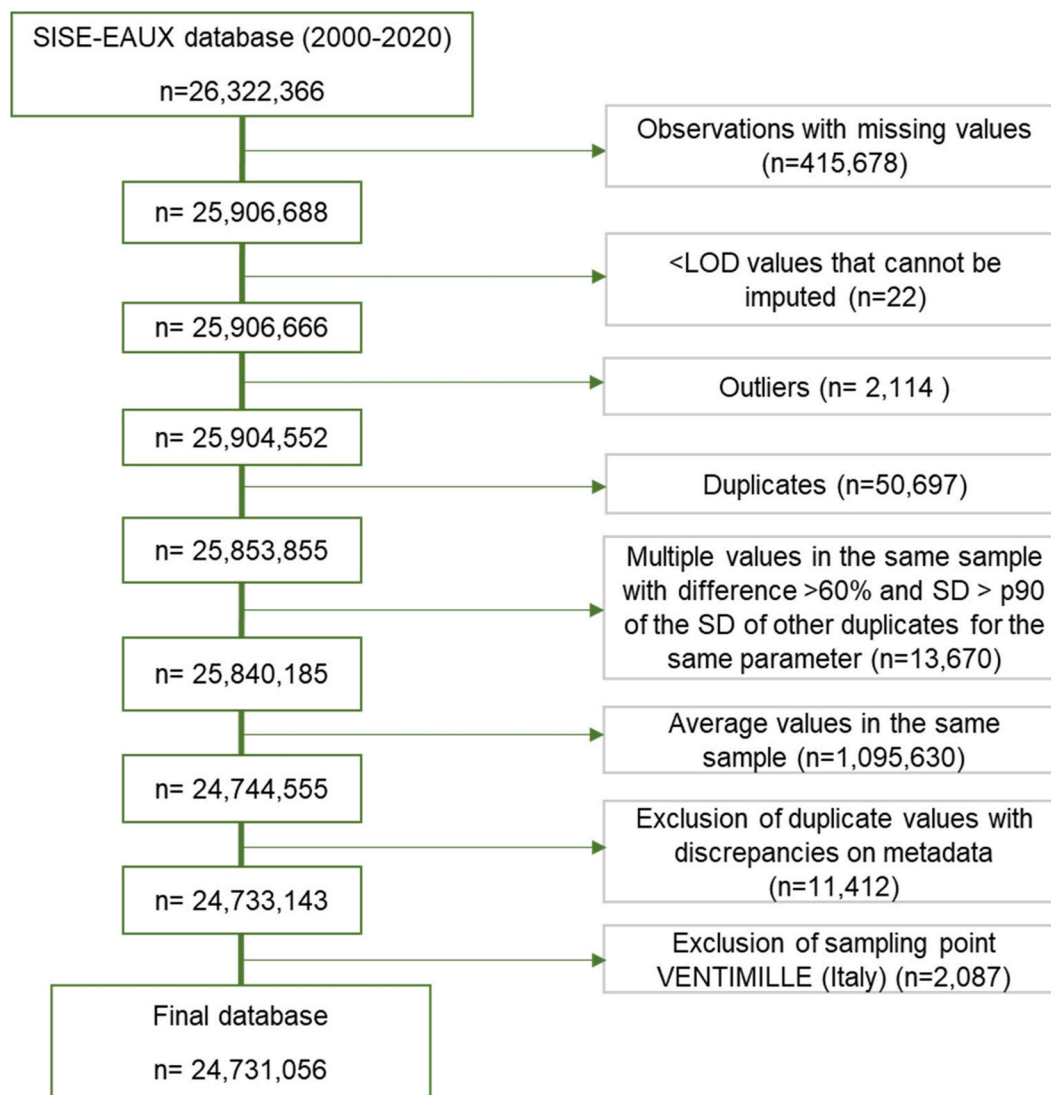 SISE-EAUX database (2000-2020)
n=26,322,366
Observations with missing values
(n=415,678)
n= 25,906,688
<LOD values that cannot be
imputed (n=22)
n= 25,906,666
Outliers (n= 2,114 )
n= 25,904,552
Duplicates (n=50,697)
n= 25,853,855
Multiple values in the same sample
with difference >60% and SD > p90
of the SD of other duplicates for the
same parameter (n=13,670)
n= 25,840,185
Average values in the same
sample (n=1,095,630)
n= 24,744,555
Exclusion of duplicate values with
discrepancies on metadata
(n=11,412)
n= 24,733,143
Exclusion of sampling point
VENTIMILLE (Italy) (n=2,087)
Final database
n= 24,731,056